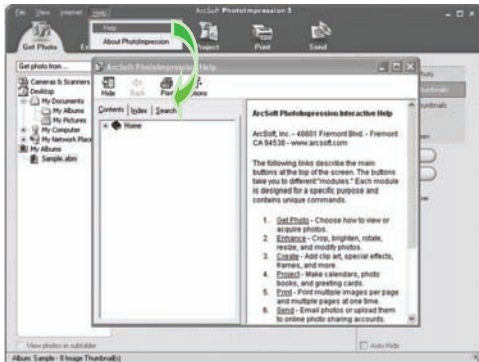 File View Internet Help
ArcSoft PhotoImpression 5
Help
About PhotoImpression
Get Photo
Project
Print
Send
Get photo from ...
Cameras & Scanners
Desktop
My Documents
My Albums
My Pictures
My Computer
My Network Place
My Albums
Sample.abm
ArcSoft PhotoImpression Help
Hide Back Print Options
Contents Index Search
Home
ArcSoft PhotoImpression Interactive Help
ArcSoft, Inc. - 46601 Fremont Blvd. - Fremont
CA 94538 - www.arcsoft.com
The following links describe the main
buttons at the top of the screen. The buttons
take you to different "modules." Each module
is designed for a specific purpose and
contains unique commands.
1. Get Photo - Choose how to view or
acquire photos.
2. Enhance - Crop, brighten, rotate,
resize, and modify photos.
3. Create - Add clip art, special effects,
frames, and more.
4. Project - Make calendars, photo
books, and greeting cards.
5. Print - Print multiple images per page
and multiple pages at one time.
6. Send - Email photos or upload them
to online photo sharing accounts.
View photos in subfolder
Auto Hide
Album: Sample - 8 Image Thumbnail(s)